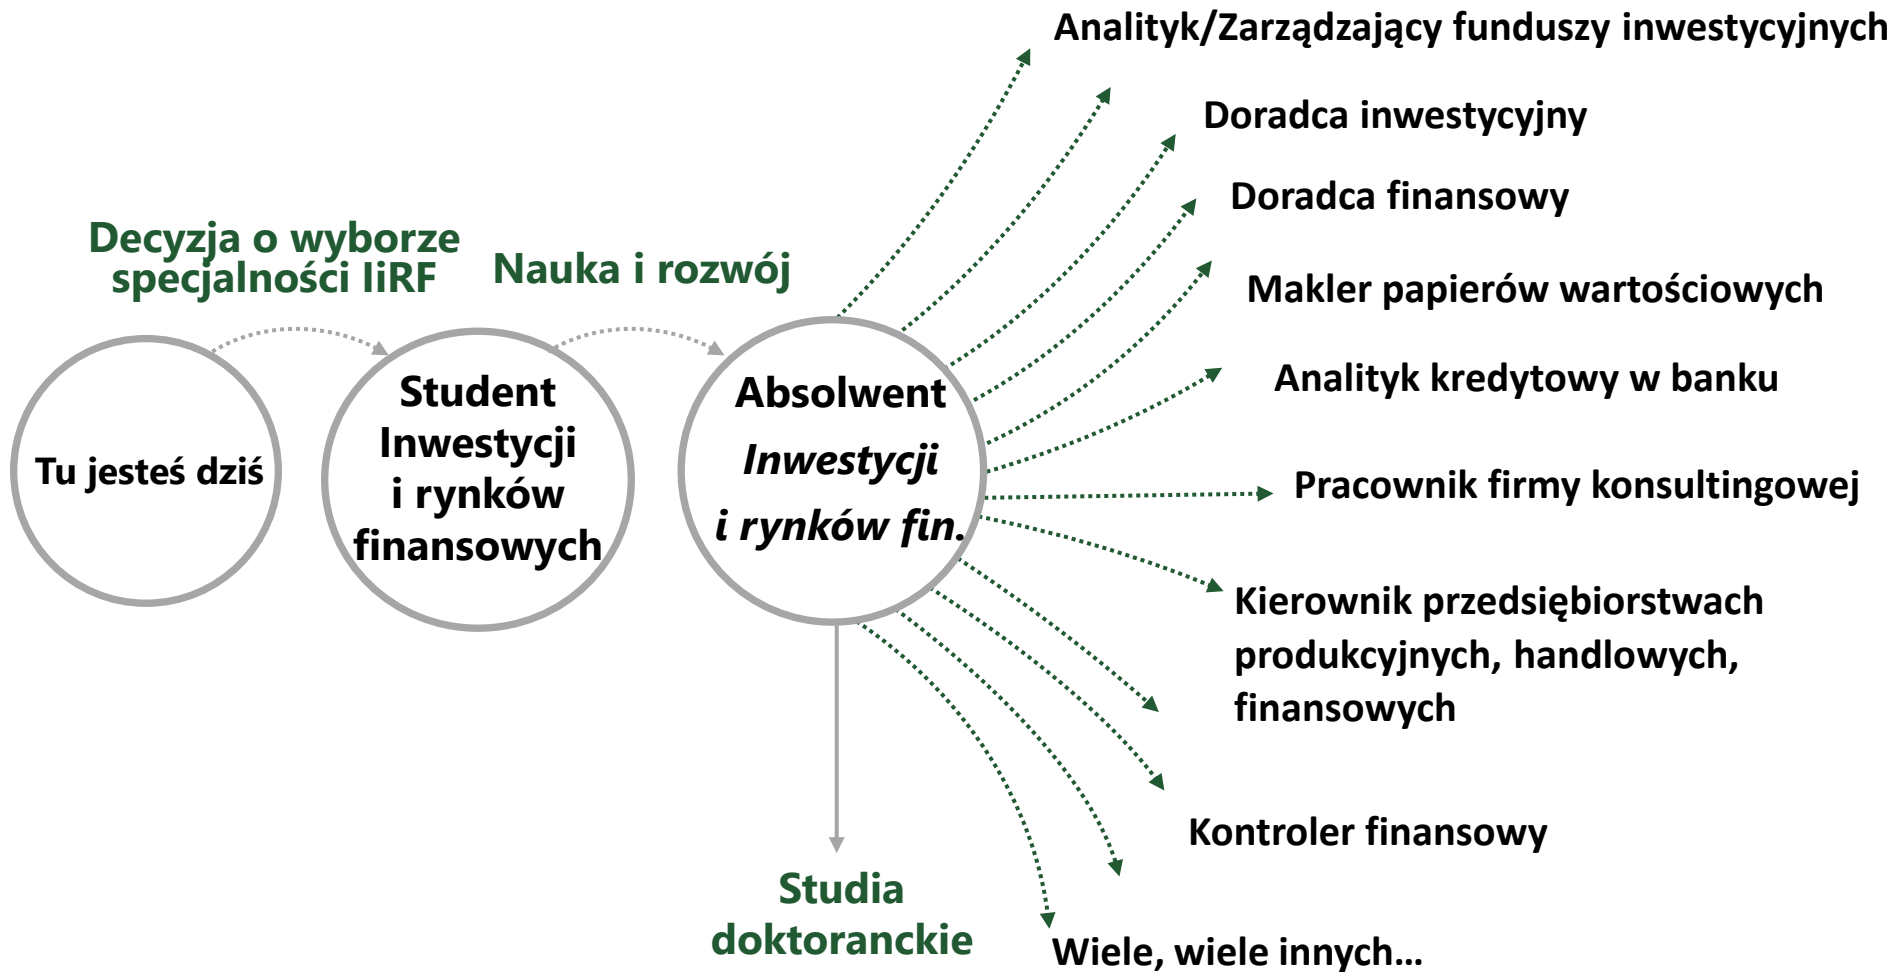 Decyzja o wyborze
specjalności IiRF
Nauka i rozwój
Tu jesteś dziś
Student
Inwestycji
i rynków
finansowych
Absolwent
Inwestycji
i rynków fin.
Studia
doktoranckie
Analityk/Zarządzający funduszy inwestycyjnych
Doradca inwestycyjny
Doradca finansowy
Makler papierów wartościowych
Analityk kredytowy w banku
Pracownik firmy konsultingowej
Kierownik przedsiębiorstwach
produkcyjnych, handlowych,
finansowych
Kontroler finansowy
Wiele, wiele innych...